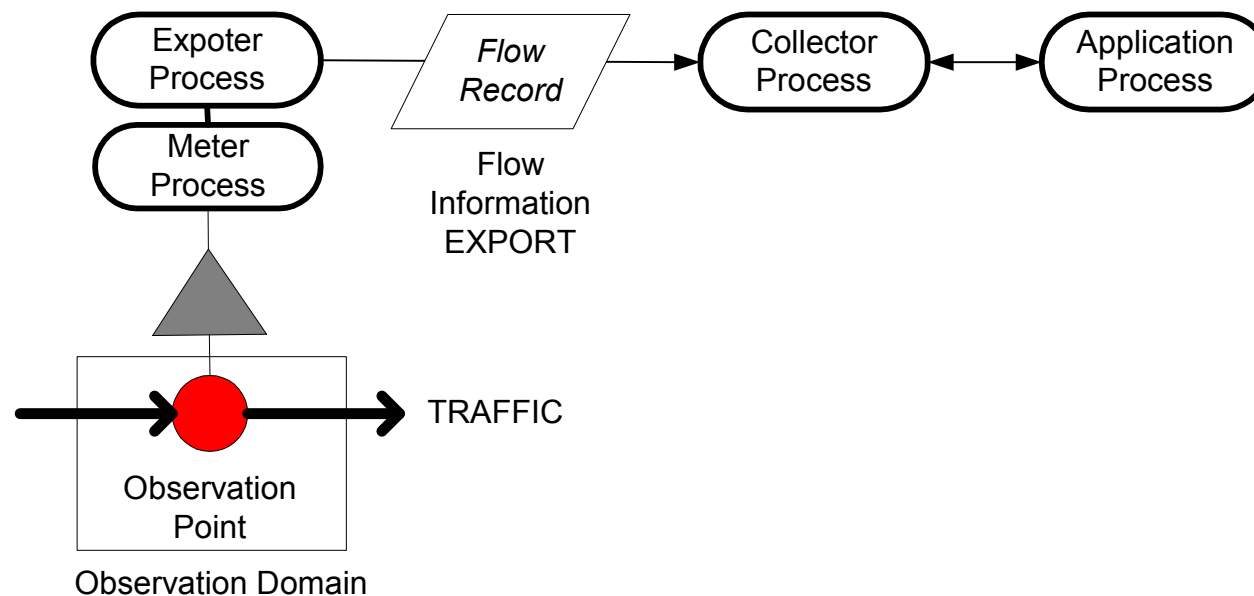 Expoter
Process
Flow
Record
Collector
Process
Application
Process
Meter
Process
Flow
Information
EXPORT
TRAFFIC
Observation
Point
Observation Domain